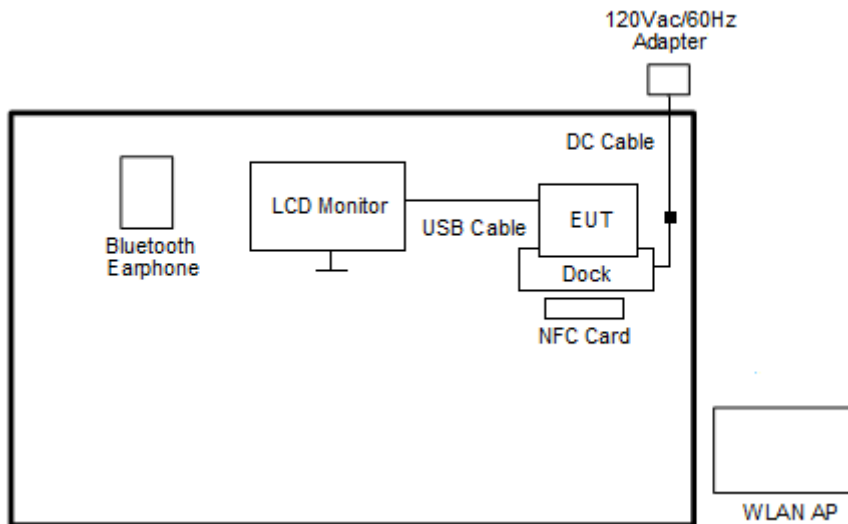 120Vac/60Hz
Adapter
DC Cable
LCD Monitor
USB Cable
EUT
Bluetooth
Earphone
Dock
NFC Card
WLAN AP